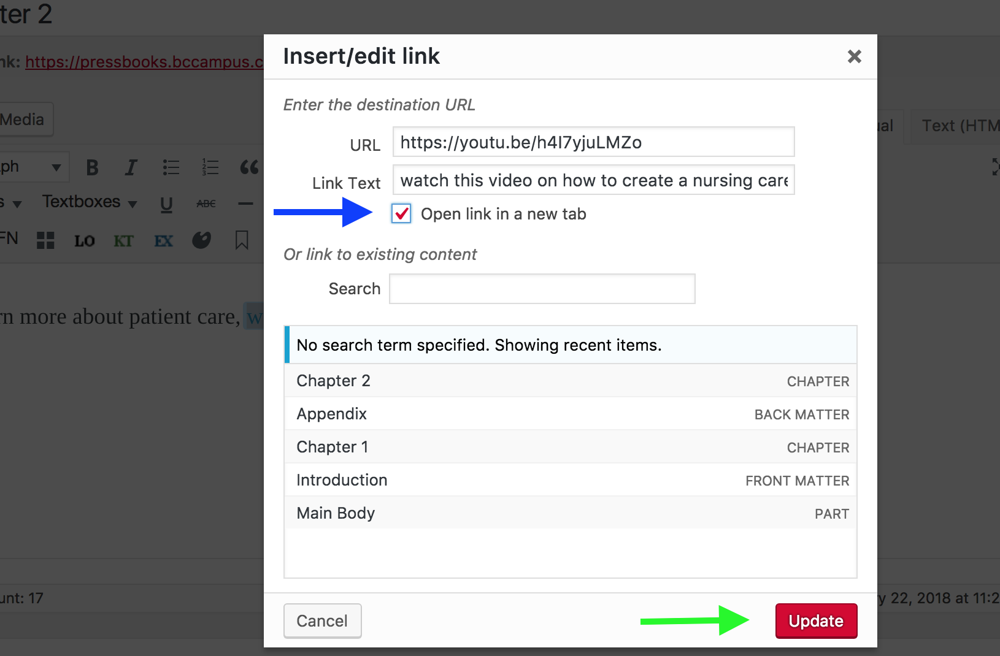 ter 2
Insert/edit link
nk: https://pressbooks.bccampus.c
Enter the destination URL
Media
ual Text (HTM
URL https://youtu.be/h4I7yjuLMZo
ph B I 1 2 3 “
Link Text watch this video on how to create a nursing care
s Textboxes U ABC
Open link in a new tab
FN LO KT EX
Or link to existing content
Search
rn more about patient care, w
No search term specified. Showing recent items.
Chapter 2 CHAPTER
Appendix BACK MATTER
Chapter 1 CHAPTER
Introduction FRONT MATTER
Main Body PART
unt: 17
ry 22, 2018 at 11:2
Cancel Update